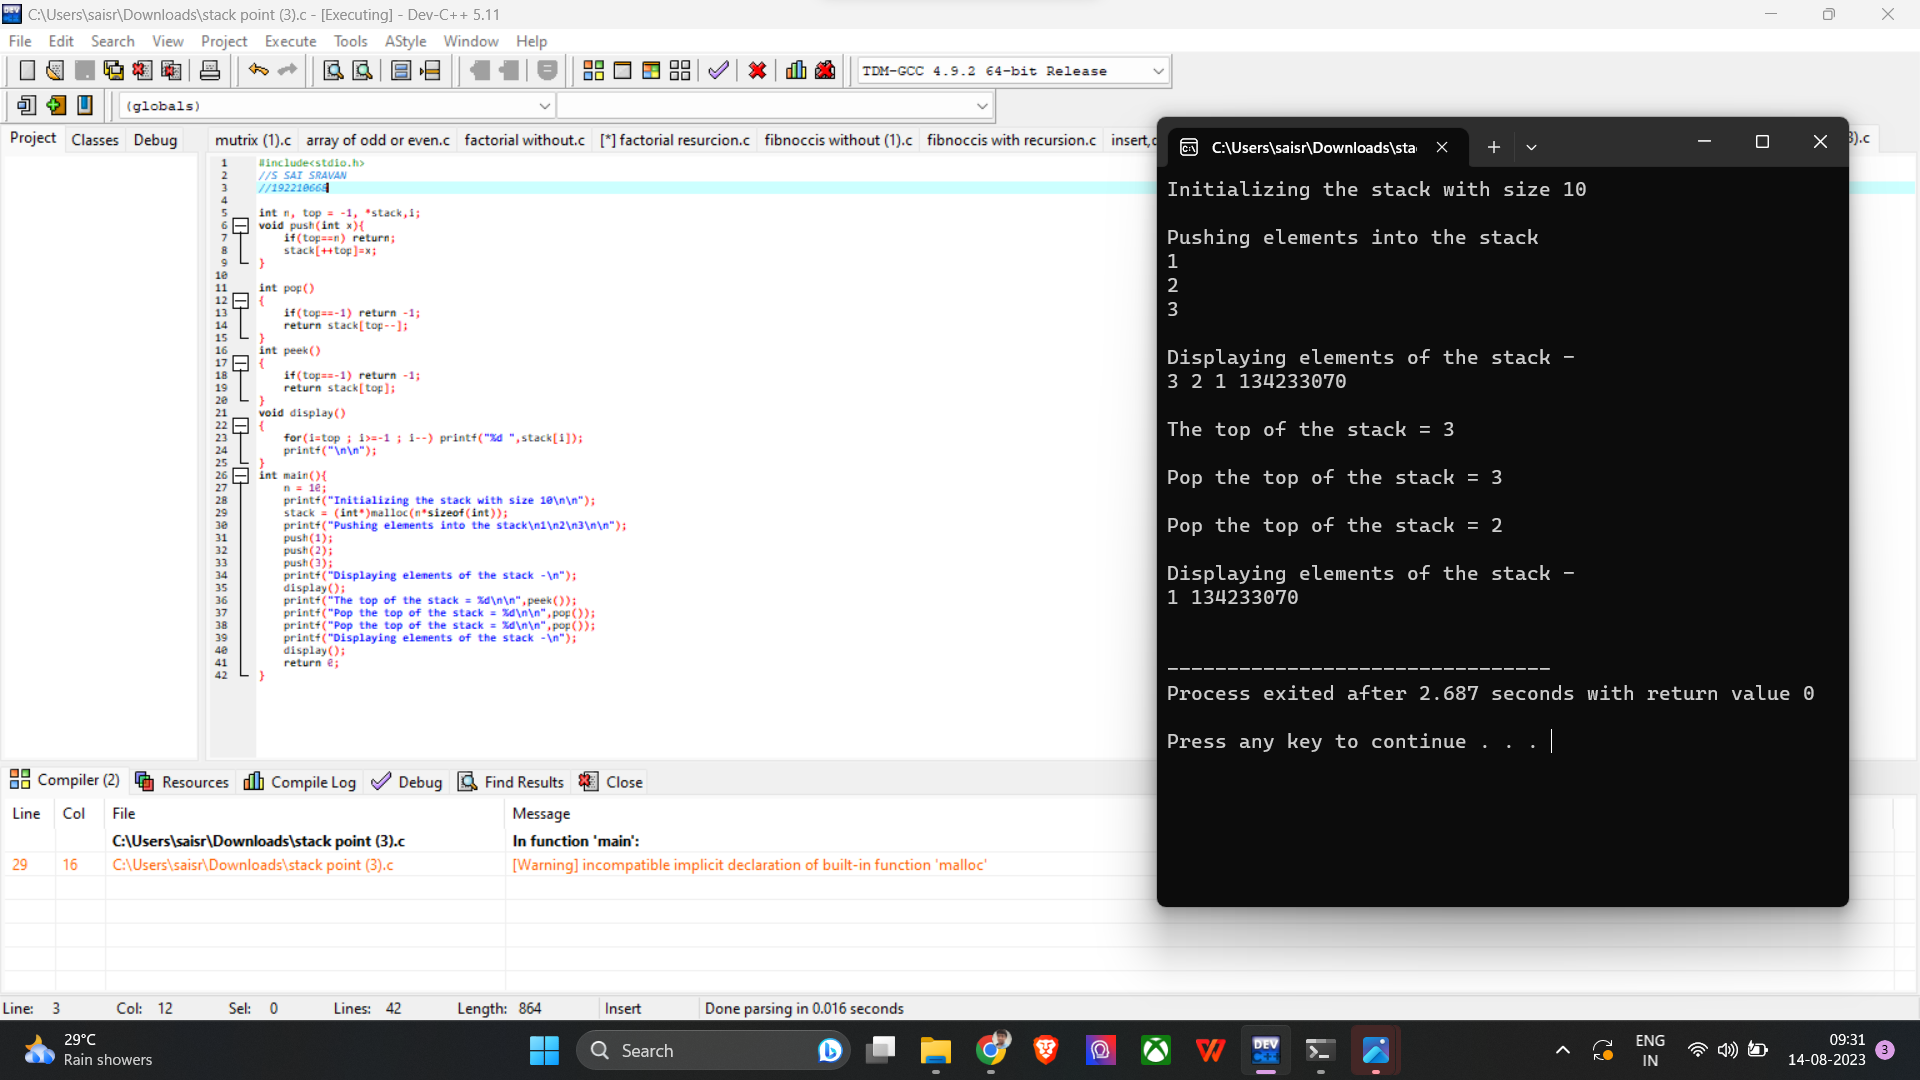 C:\Users\saisr\Downloads\stack point (3).c - [Executing] - Dev-C++ 5.11
File Edit Search View Project Execute Tools AStyle Window Help
TDM-GCC 4.9.2 64-bit Release
(globals)
Project Classes Debug
mutrix (1).c array of odd or even.c factorial without.c [*] factorial resurcion.c fibnoccis without (1).c fibnoccis with recursion.c insert,
1 #include<stdio.h>
2 //S SAI SRAVAN
3 //192210668
4
5 int n, top = -1, *stack,i;
6 void push(int x){
7 if(top==n) return;
8 stack[++top]=x;
9 }
10
11 int pop()
12 {
13 if(top==-1) return -1;
14 return stack[top--];
15 }
16 int peek()
17 {
18 if(top==-1) return -1;
19 return stack[top];
20 }
21 void display()
22 {
23 for(i=top ; i>=-1 ; i--) printf("%d ",stack[i]);
24 printf("\n\n");
25 }
26 int main(){
27 n = 10;
28 printf("Initializing the stack with size 10\n\n");
29 stack = (int*)malloc(n*sizeof(int));
30 printf("Pushing elements into the stack\n1\n2\n3\n\n");
31 push(1);
32 push(2);
33 push(3);
34 printf("Displaying elements of the stack -\n");
35 display();
36 printf("The top of the stack = %d\n\n",peek());
37 printf("Pop the top of the stack = %d\n\n",pop());
38 printf("Pop the top of the stack = %d\n\n",pop());
39 printf("Displaying elements of the stack -\n");
40 display();
41 return 0;
42 }
C:\Users\saisr\Downloads\sta
Initializing the stack with size 10
Pushing elements into the stack
1
2
3
Displaying elements of the stack -
3 2 1 134233070
The top of the stack = 3
Pop the top of the stack = 3
Pop the top of the stack = 2
Displaying elements of the stack -
1 134233070
--------------------------------
Process exited after 2.687 seconds with return value 0
Press any key to continue . . .
3).c
Compiler (2) Resources Compile Log Debug Find Results Close
Line Col File Message
C:\Users\saisr\Downloads\stack point (3).c In function 'main':
29 16 C:\Users\saisr\Downloads\stack point (3).c [Warning] incompatible implicit declaration of built-in function 'malloc'
Line: 3 Col: 12 Sel: 0 Lines: 42 Length: 864 Insert Done parsing in 0.016 seconds
29°C
Rain showers
Search
DEV
C++
ENG
IN
09:31
14-08-2023
3